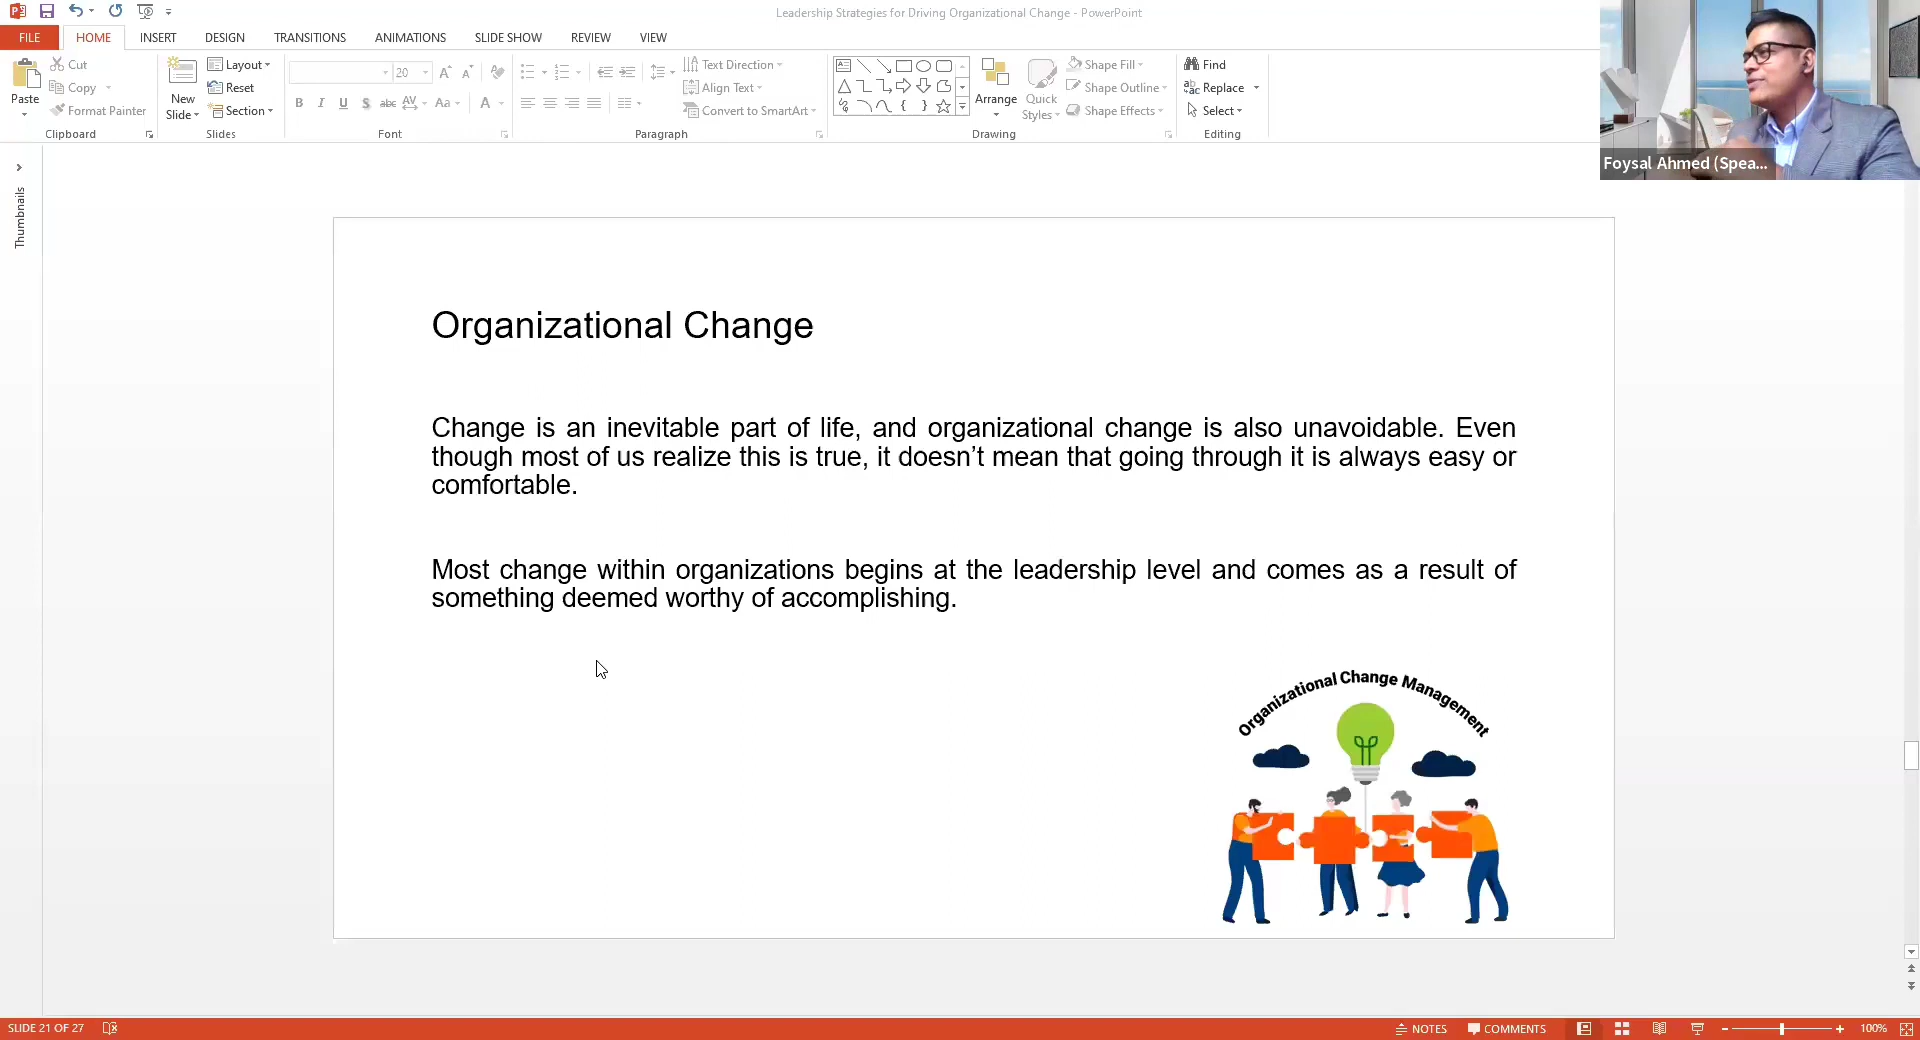 Leadership Strategies for Driving Organizational Change - PowerPoint
FILE HOME INSERT DESIGN TRANSITIONS ANIMATIONS SLIDE SHOW REVIEW VIEW
Paste
Cut
Copy
Format Painter
Clipboard
New
Slide
Layout
Reset
Section
Slides
20
B I U S abc AV Aa A
Font
Text Direction
Align Text
Convert to SmartArt
Paragraph
Arrange
Quick
Styles
Shape Fill
Shape Outline
Shape Effects
Drawing
Find
Replace
Select
Editing
Foysal Ahmed (Spea...
Thumbnails
Organizational Change
Change is an inevitable part of life, and organizational change is also unavoidable. Even
though most of us realize this is true, it doesn’t mean that going through it is always easy or
comfortable.
Most change within organizations begins at the leadership level and comes as a result of
something deemed worthy of accomplishing.
Organizational Change Management
SLIDE 21 OF 27
NOTES
COMMENTS
100%